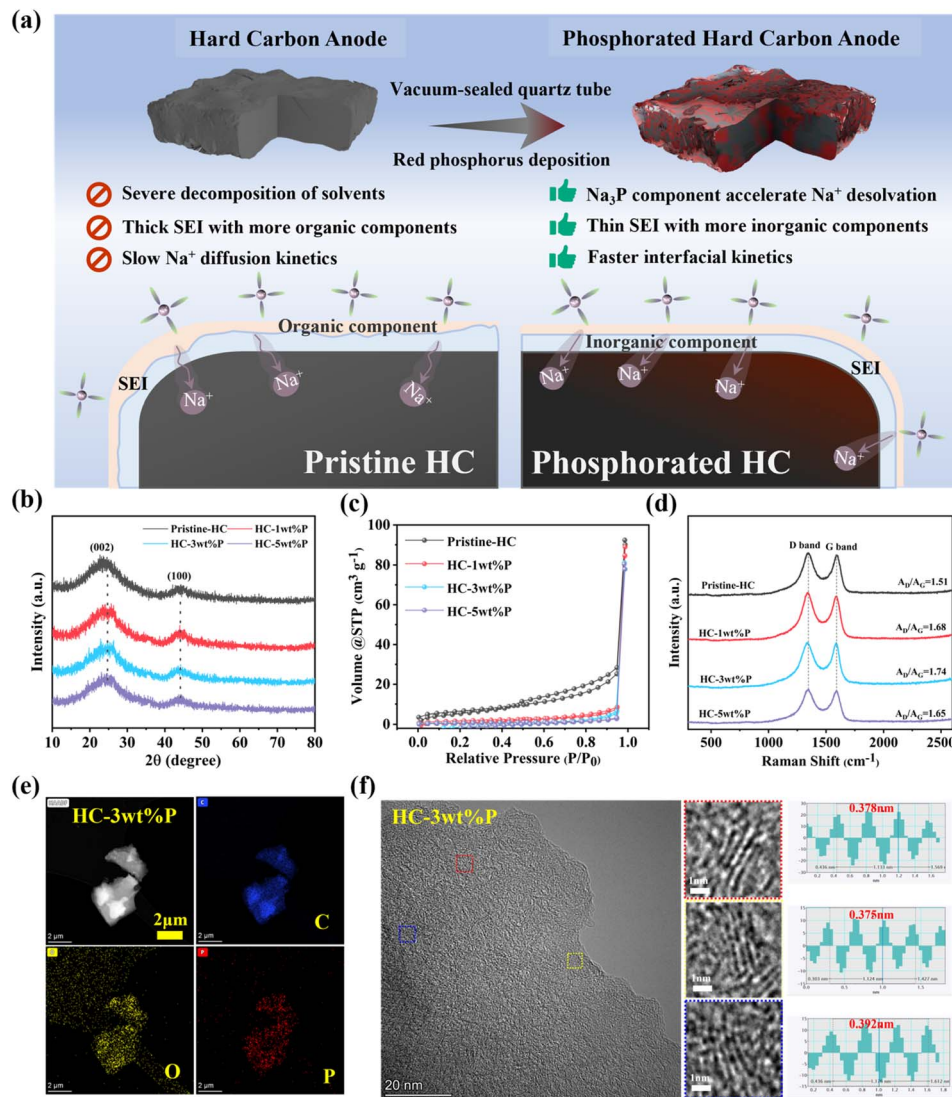 (a)
Hard Carbon Anode
Phosphorated Hard Carbon Anode
Vacuum-sealed quartz tube
Red phosphorus deposition
Severe decomposition of solvents
Thick SEI with more organic components
Slow Na⁺ diffusion kinetics
Na₃P component accelerate Na⁺ desolvation
Thin SEI with more inorganic components
Faster interfacial kinetics
Organic component
SEI
Na⁺
Na⁺
Na⁺
Pristine HC
Inorganic component
SEI
Na⁺
Na⁺
Na⁺
Na⁺
Phosphorated HC
(b)
Pristine-HC
HC-1wt%P
HC-3wt%P
HC-5wt%P
(002)
(100)
Intensity (a.u.)
10 20 30 40 50 60 70 80
2θ (degree)
(c)
100
80
60
40
20
0
Pristine-HC
HC-1wt%P
HC-3wt%P
HC-5wt%P
Volume @STP (cm³ g⁻¹)
0.0 0.2 0.4 0.6 0.8 1.0
Relative Pressure (P/P₀)
(d)
D band
G band
Pristine-HC
A_D/A_G=1.51
HC-1wt%P
A_D/A_G=1.68
HC-3wt%P
A_D/A_G=1.74
HC-5wt%P
A_D/A_G=1.65
Intensity (a.u.)
500 1000 1500 2000 2500
Raman Shift (cm⁻¹)
(e)
HC-3wt%P
2μm
2 μm
C
C
2 μm
O
2 μm
P
P
2 μm
(f)
HC-3wt%P
20 nm
1nm
0.378nm
1nm
0.375nm
1nm
0.392nm